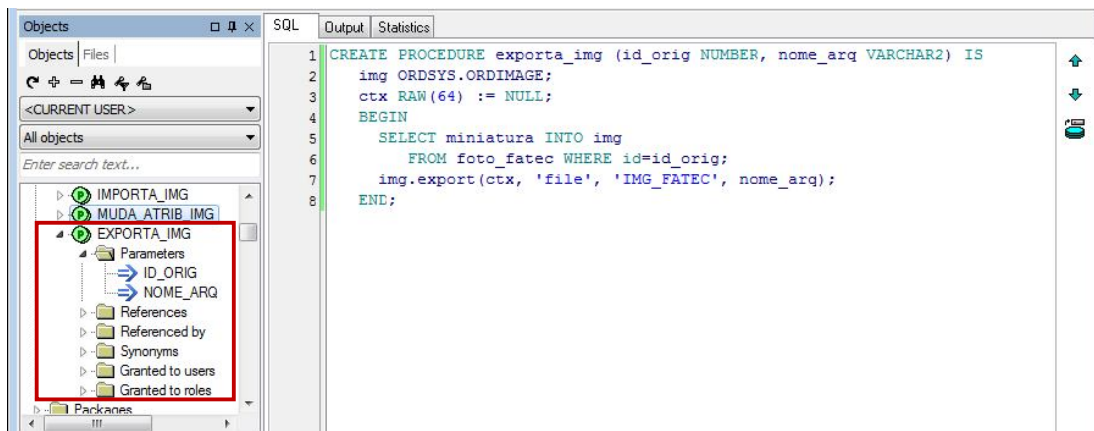 Objects
Objects Files
<CURRENT USER>
All objects
Enter search text...
IMPORTA_IMG
MUDA_ATRIB_IMG
EXPORTA_IMG
Parameters
ID_ORIG
NOME_ARQ
References
Referenced by
Synonyms
Granted to users
Granted to roles
Packages
SQL Output Statistics
1 CREATE PROCEDURE exporta_img (id_orig NUMBER, nome_arq VARCHAR2) IS
2 img ORDSYS.ORDIMAGE;
3 ctx RAW(64) := NULL;
4 BEGIN
5 SELECT miniatura INTO img
6 FROM foto_fatec WHERE id=id_orig;
7 img.export(ctx, 'file', 'IMG_FATEC', nome_arq);
8 END;